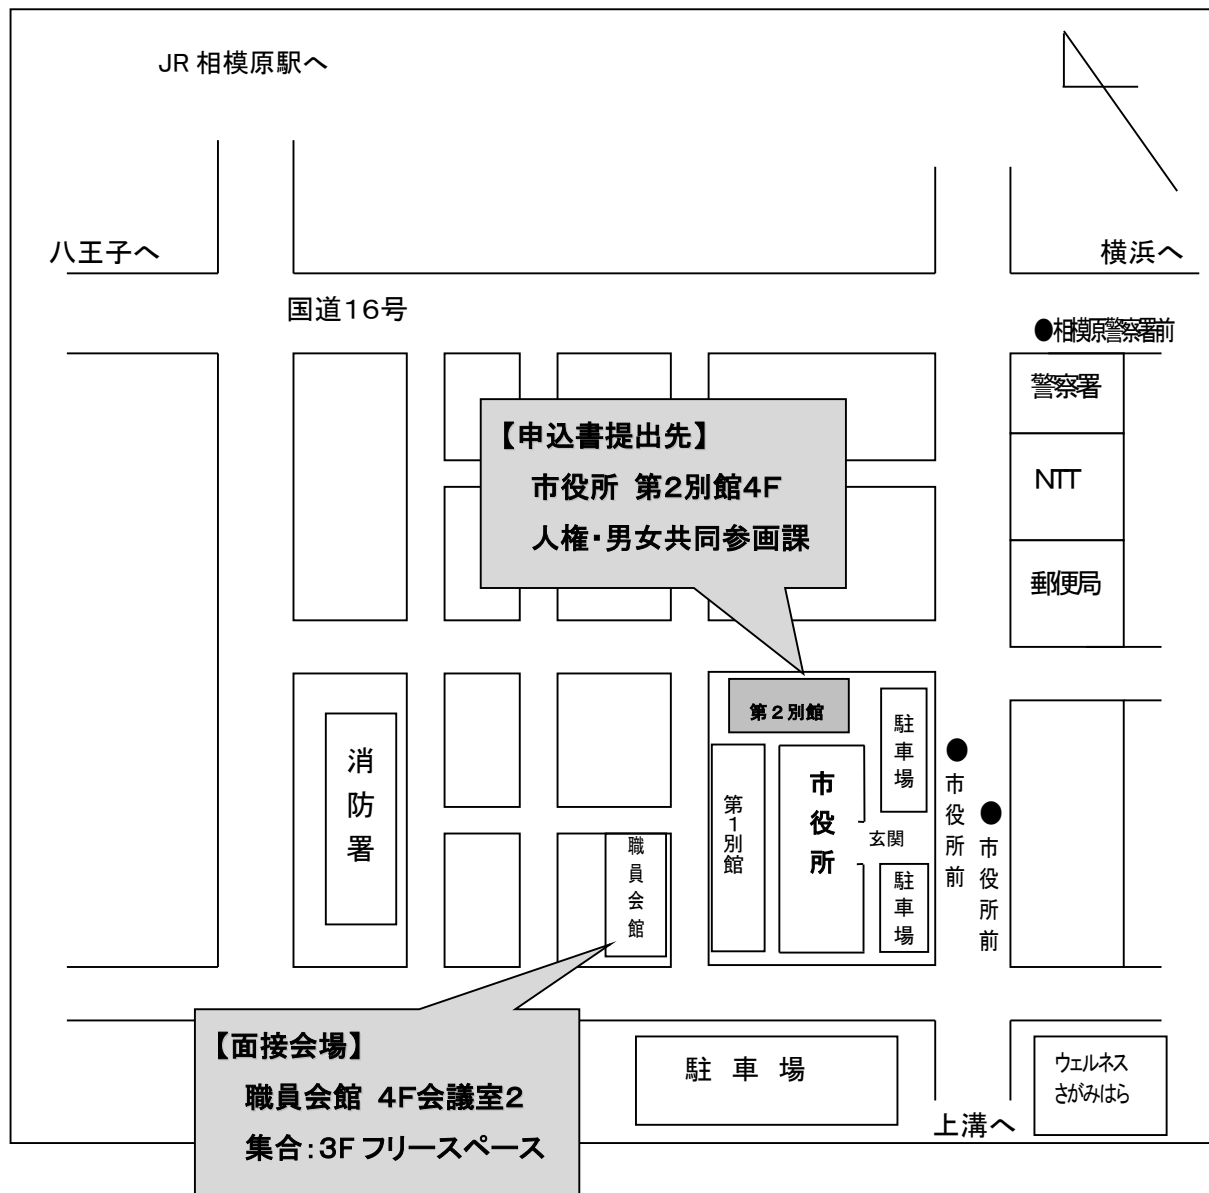 JR 相模原駅へ
八王子へ
横浜へ
国道16号
●相模原警察署前
警察署
NTT
郵便局
【申込書提出先】
市役所 第2別館4F
人権・男女共同参画課
第2別館
駐車場
市役所
第1別館
玄関
駐車場
●市役所前
●市役所前
消防署
職員会館
【面接会場】
職員会館 4F会議室2
集合:3F フリースペース
駐車場
ウェルネス
さがみはら
上溝へ